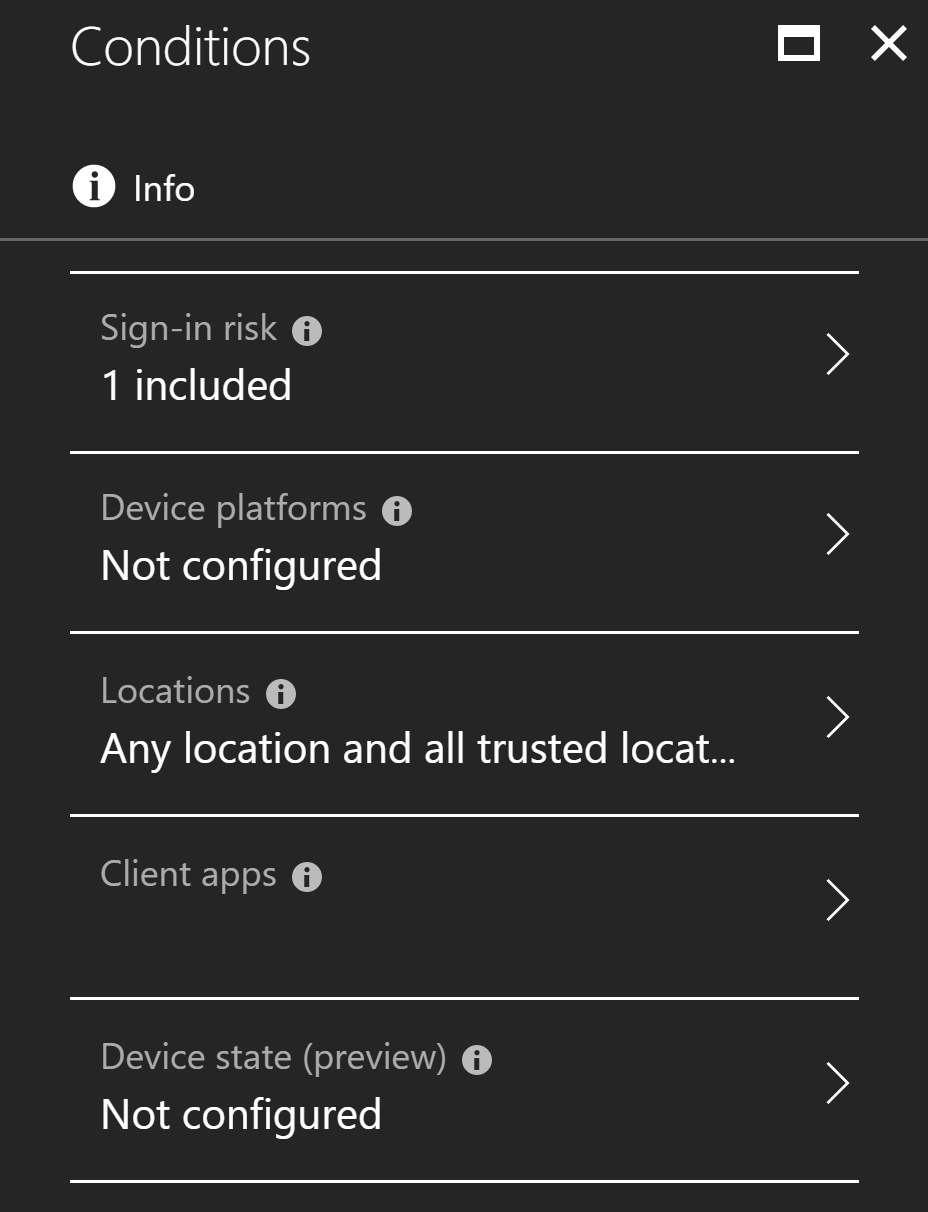 Conditions
Info
Sign-in risk
1 included
Device platforms
Not configured
Locations
Any location and all trusted locat...
Client apps
Device state (preview)
Not configured